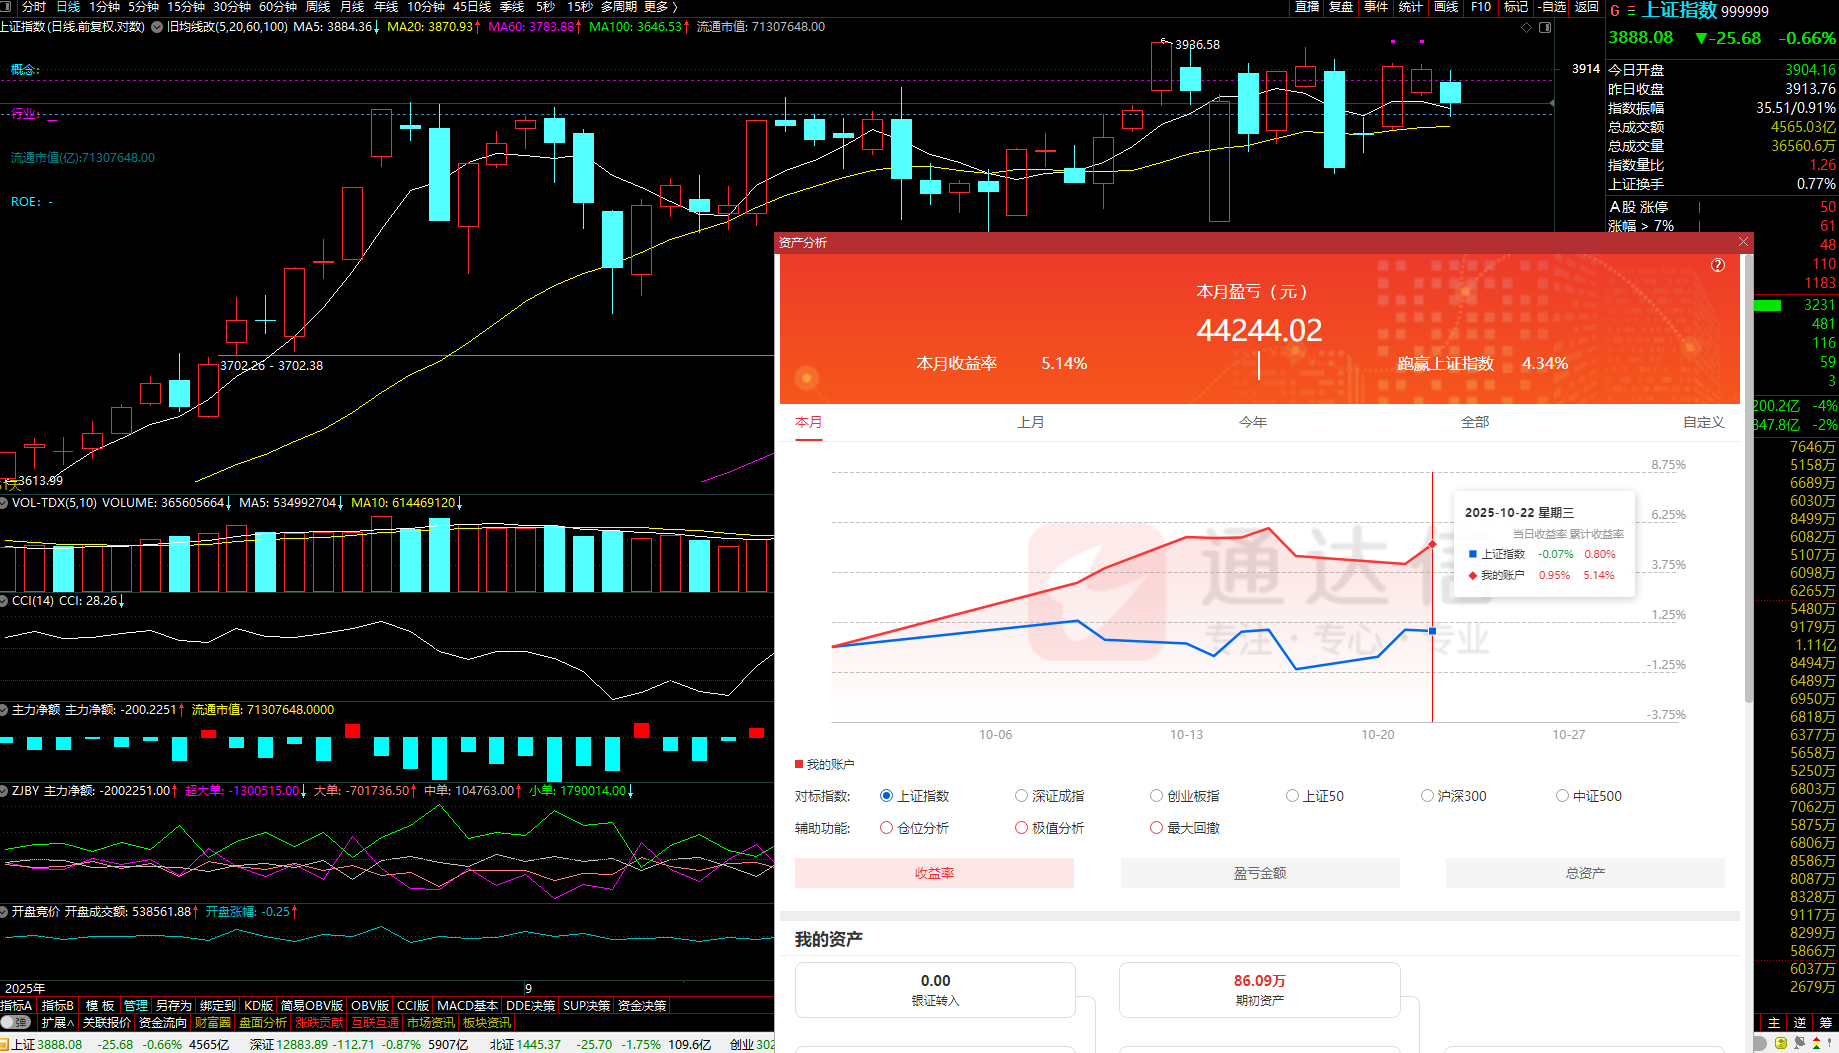 分时 日线 1分钟 5分钟 15分钟 30分钟 60分钟 周线 月线 年线 10分钟 45日线 季线 5秒 15秒 多周期 更多 〉 直播 复盘 事件 统计 画线 F10 标记 -自选 返回
G 上证指数 999999
上证指数(日线.前复权.对数) 旧均线改(5,20,60,100) MA5: 3884.36↓ MA20: 3870.93↑ MA60: 3783.88↑ MA100: 3646.53↑ 流通市值: 71307648.00
3888.08 ▼-25.68 -0.66%
概念:
行业:
流通市值(亿):71307648.00
ROE: -
3936.58
3914
3702.26 - 3702.38
3613.99
今日开盘 3904.16
昨日收盘 3913.76
指数振幅 35.51/0.91%
总成交额 4565.03亿
总成交量 36560.6万
指数量比 1.26
上证换手 0.77%
A股 涨停 50
涨幅 > 7% 61
48
110
1183
3231
481
116
59
3
200.2亿 -4%
347.8亿 -2%
7646万
5158万
6689万
6030万
8499万
6082万
5107万
6098万
6265万
5480万
9179万
1.11亿
8494万
6489万
6950万
6818万
6377万
5658万
5250万
6803万
7062万
5875万
6806万
8586万
8087万
8328万
9117万
8299万
5866万
6037万
2679万
VOL-TDX(5,10) VOLUME: 365605664↓ MA5: 534992704↓ MA10: 614469120↓
CCI(14) CCI: 28.26↓
主力净额 主力净额: -200.2251↑ 流通市值: 71307648.0000
ZJBY 主力净额: -2002251.00↑ 超大单: -1300515.00↓ 大单: -701736.50↑ 中单: 104763.00↑ 小单: 1790014.00↓
开盘竞价 开盘成交额: 538561.88↑ 开盘涨幅: -0.25↑
2025年 9
资产分析
本月盈亏（元）
44244.02
本月收益率 5.14% 跑赢上证指数 4.34%
本月 上月 今年 全部 自定义
8.75%
6.25%
3.75%
1.25%
-1.25%
-3.75%
通达信
专注·专心·专业
2025-10-22 星期三
当日收益率 累计收益率
上证指数 -0.07% 0.80%
我的账户 0.95% 5.14%
10-06 10-13 10-20 10-27
我的账户
对标指数: 上证指数 深证成指 创业板指 上证50 沪深300 中证500
辅助功能: 仓位分析 极值分析 最大回撤
收益率 盈亏金额 总资产
我的资产
0.00
银证转入
86.09万
期初资产
指标A 指标B 模板 管理 另存为 绑定到 KD版 简易OBV版 OBV版 CCI版 MACD基本 DDE决策 SUP决策 资金决策
弹 扩展∧ 关联报价 资金流向 财富圈 盘面分析 涨跌贡献 互联互通 市场资讯 板块资讯
主 逆 筹
上证3888.08 -25.68 -0.66% 4565亿 深证12883.89 -112.71 -0.87% 5907亿 北证1445.37 -25.70 -1.75% 109.6亿 创业302